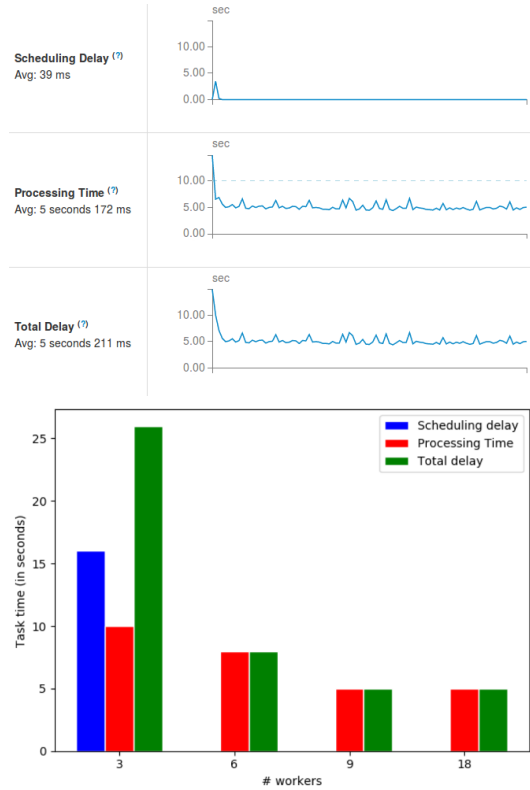 sec
15.00
10.00
5.00
0.00
Scheduling Delay (?)
Avg: 39 ms
sec
10.00
5.00
0.00
Processing Time (?)
Avg: 5 seconds 172 ms
sec
10.00
5.00
0.00
Total Delay (?)
Avg: 5 seconds 211 ms
Scheduling delay
Processing Time
Total delay
Task time (in seconds)
25
20
15
10
5
0
3 6 9 18
# workers